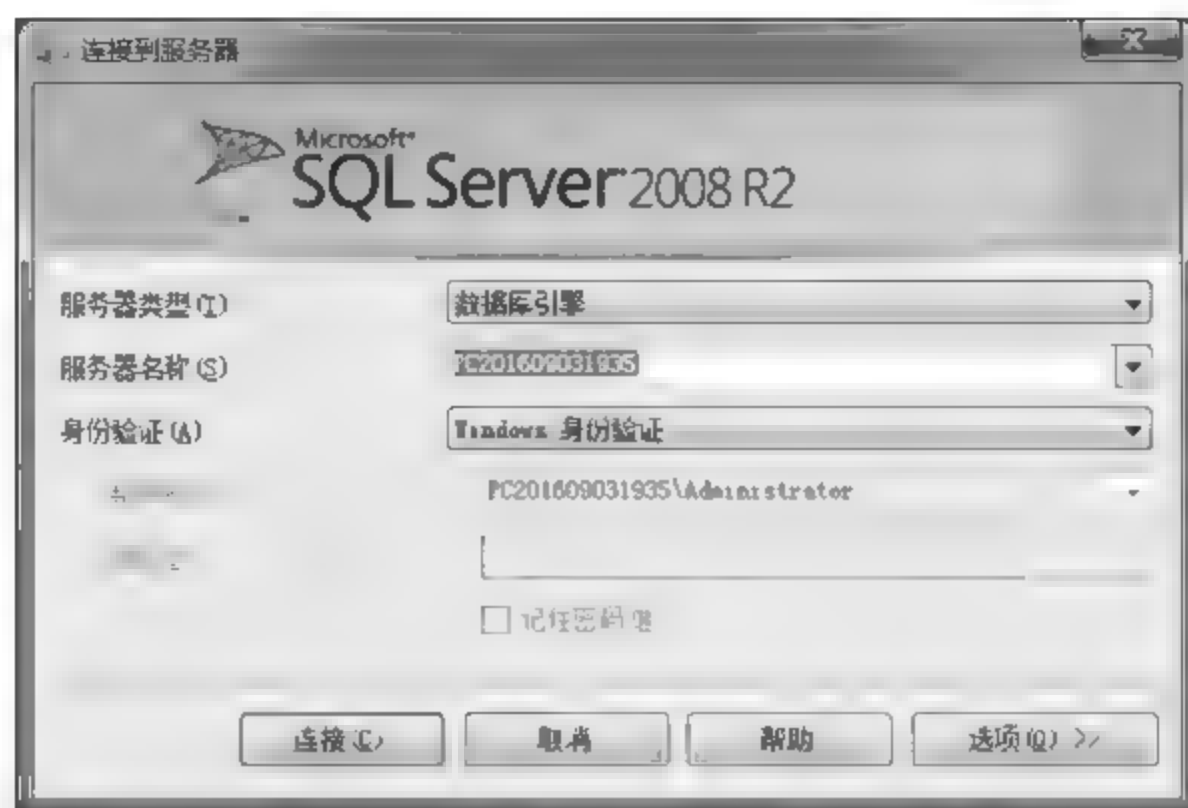 连接到服务器
Microsoft
SQL Server 2008 R2
服务器类型(T) 数据库引擎
服务器名称(S) PC201609031935
身份验证(A) Windows 身份验证
PC201609031935\Administrator
记住密码
连接(C) 取消 帮助 选项(O) >>